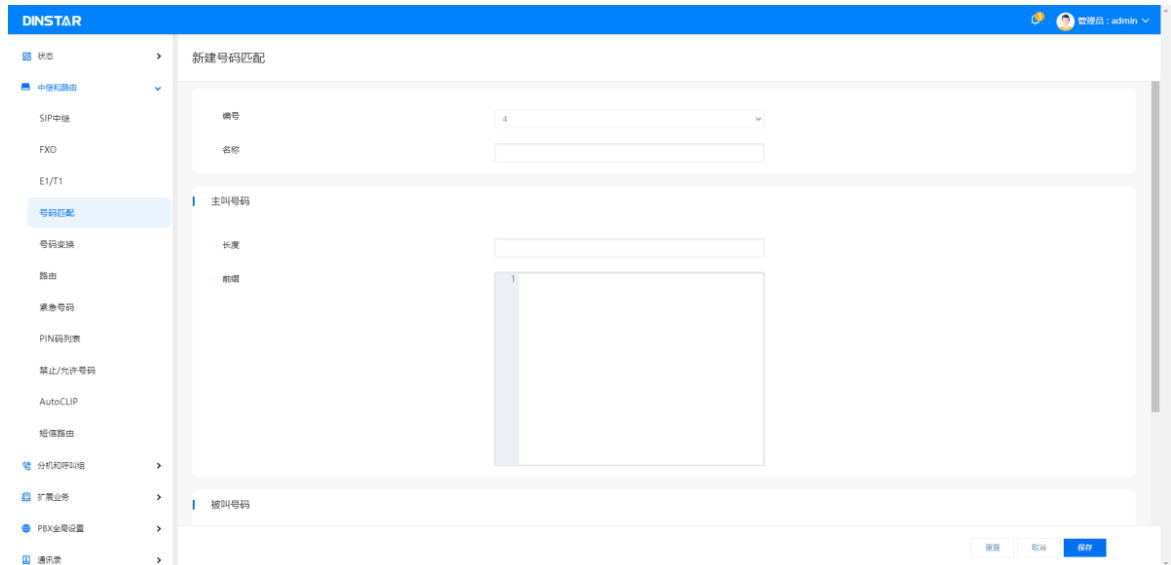 DINSTAR
管理员 : admin
状态
新建号码匹配
中继和路由
编号
4
SIP中继
名称
FXO
E1/T1
主叫号码
号码匹配
号码变换
长度
路由
前缀
1
紧急号码
PIN码列表
禁止/允许号码
AutoCLIP
短信路由
分机和呼叫组
扩展业务
被叫号码
PBX全局设置
重置
取消
保存
通讯录